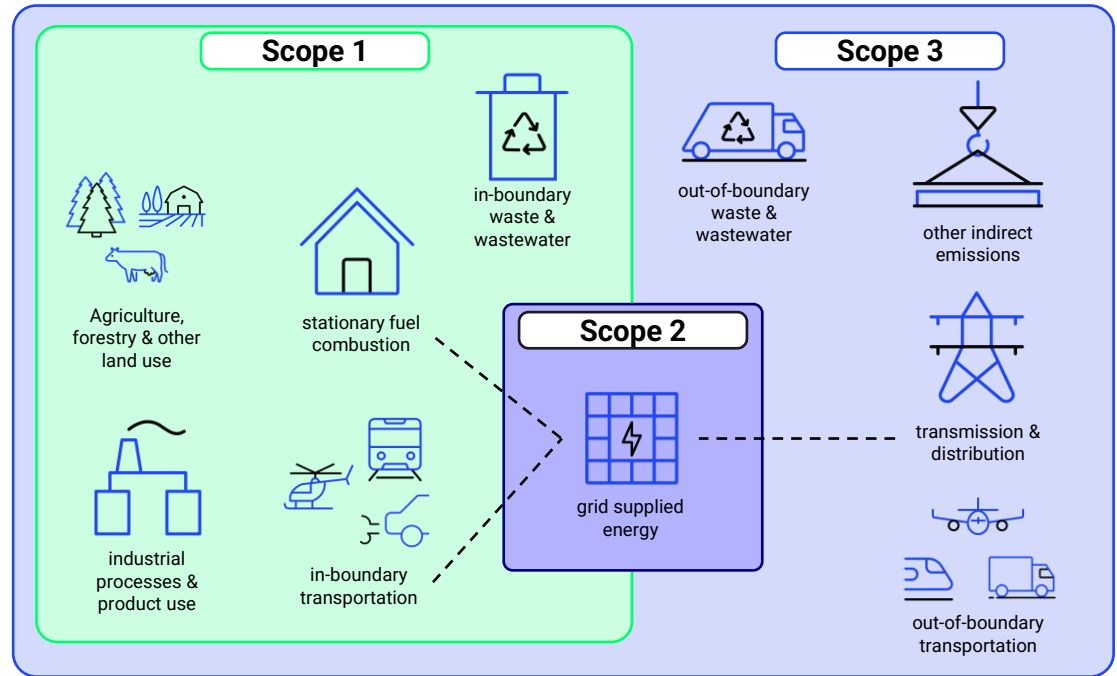 Scope 1
Scope 3
in-boundary
waste &
wastewater
out-of-boundary
waste &
wastewater
other indirect
emissions
Agriculture,
forestry & other
land use
stationary fuel
combustion
Scope 2
grid supplied
energy
transmission &
distribution
industrial
processes &
product use
in-boundary
transportation
out-of-boundary
transportation